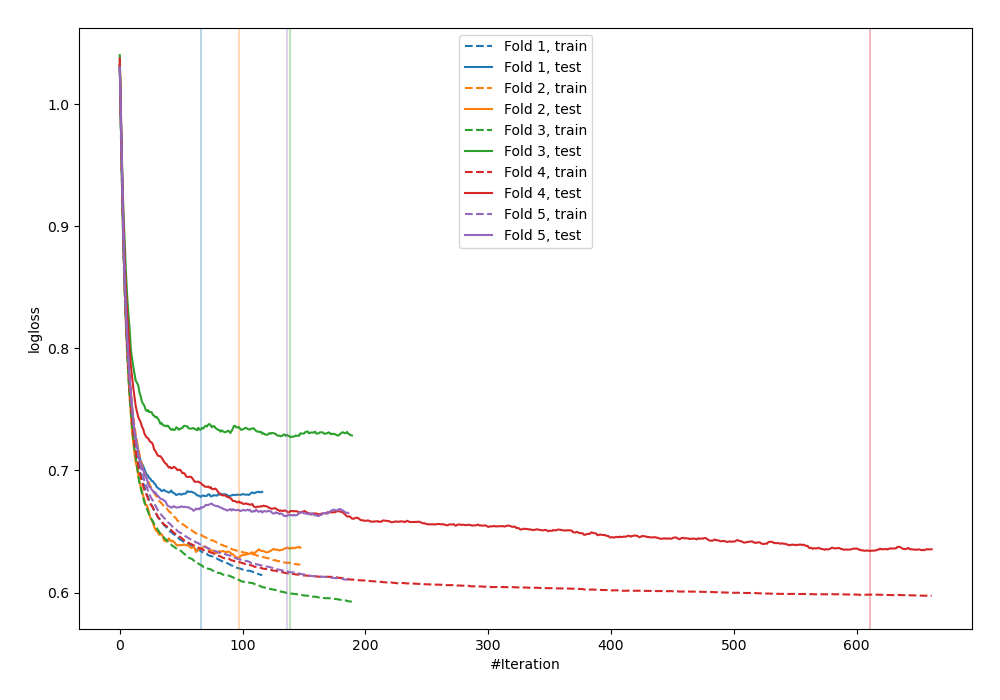 1.0
0.9
0.8
0.7
0.6
logloss
0
100
200
300
400
500
600
#Iteration
Fold 1, train
Fold 1, test
Fold 2, train
Fold 2, test
Fold 3, train
Fold 3, test
Fold 4, train
Fold 4, test
Fold 5, train
Fold 5, test